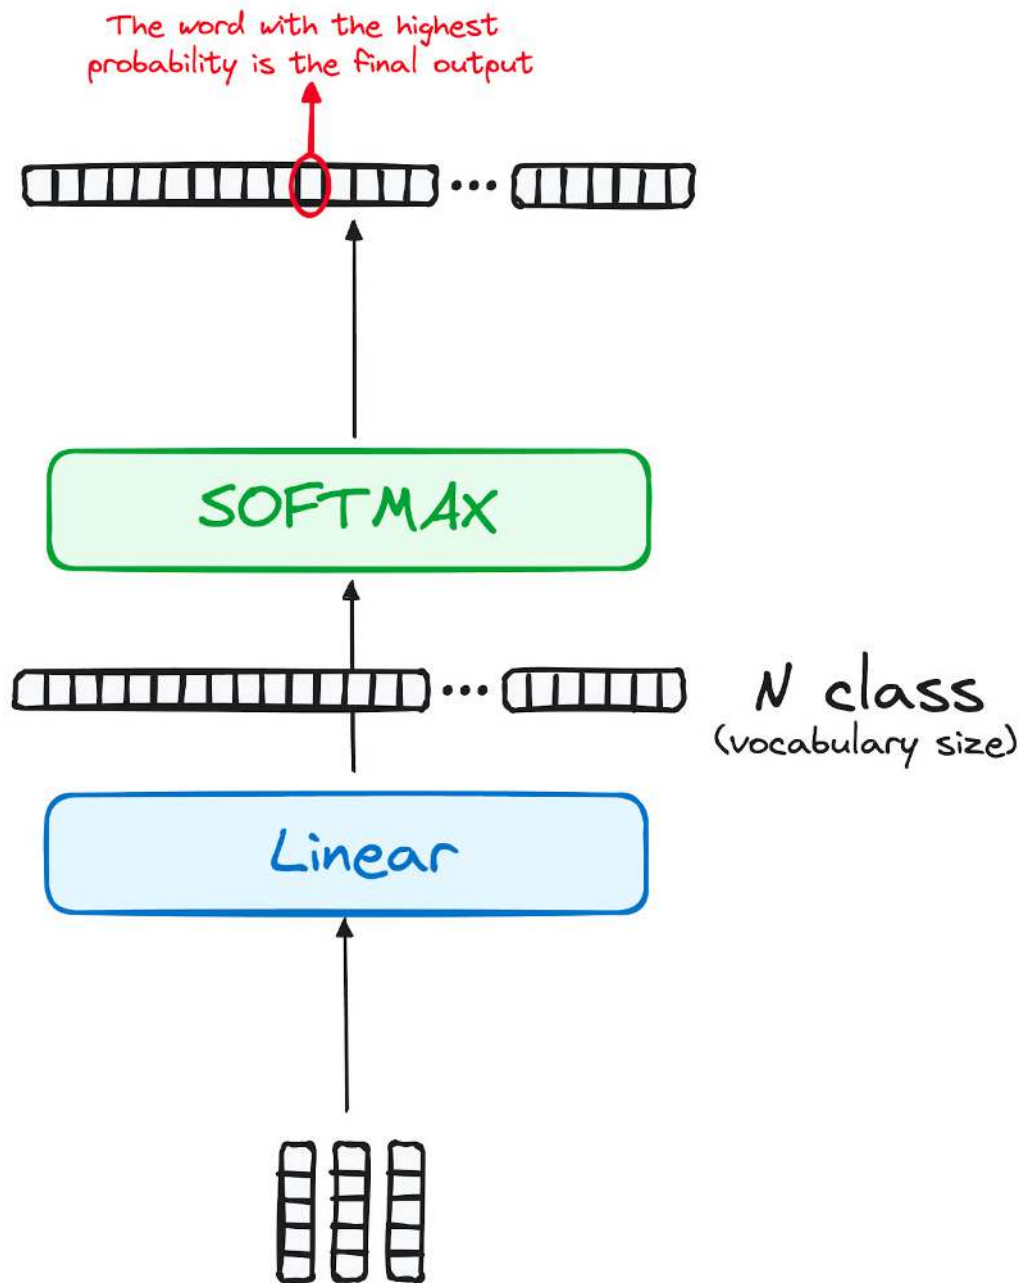 The word with the highest
probability is the final output
SOFTMAX
N class
(vocabulary size)
Linear